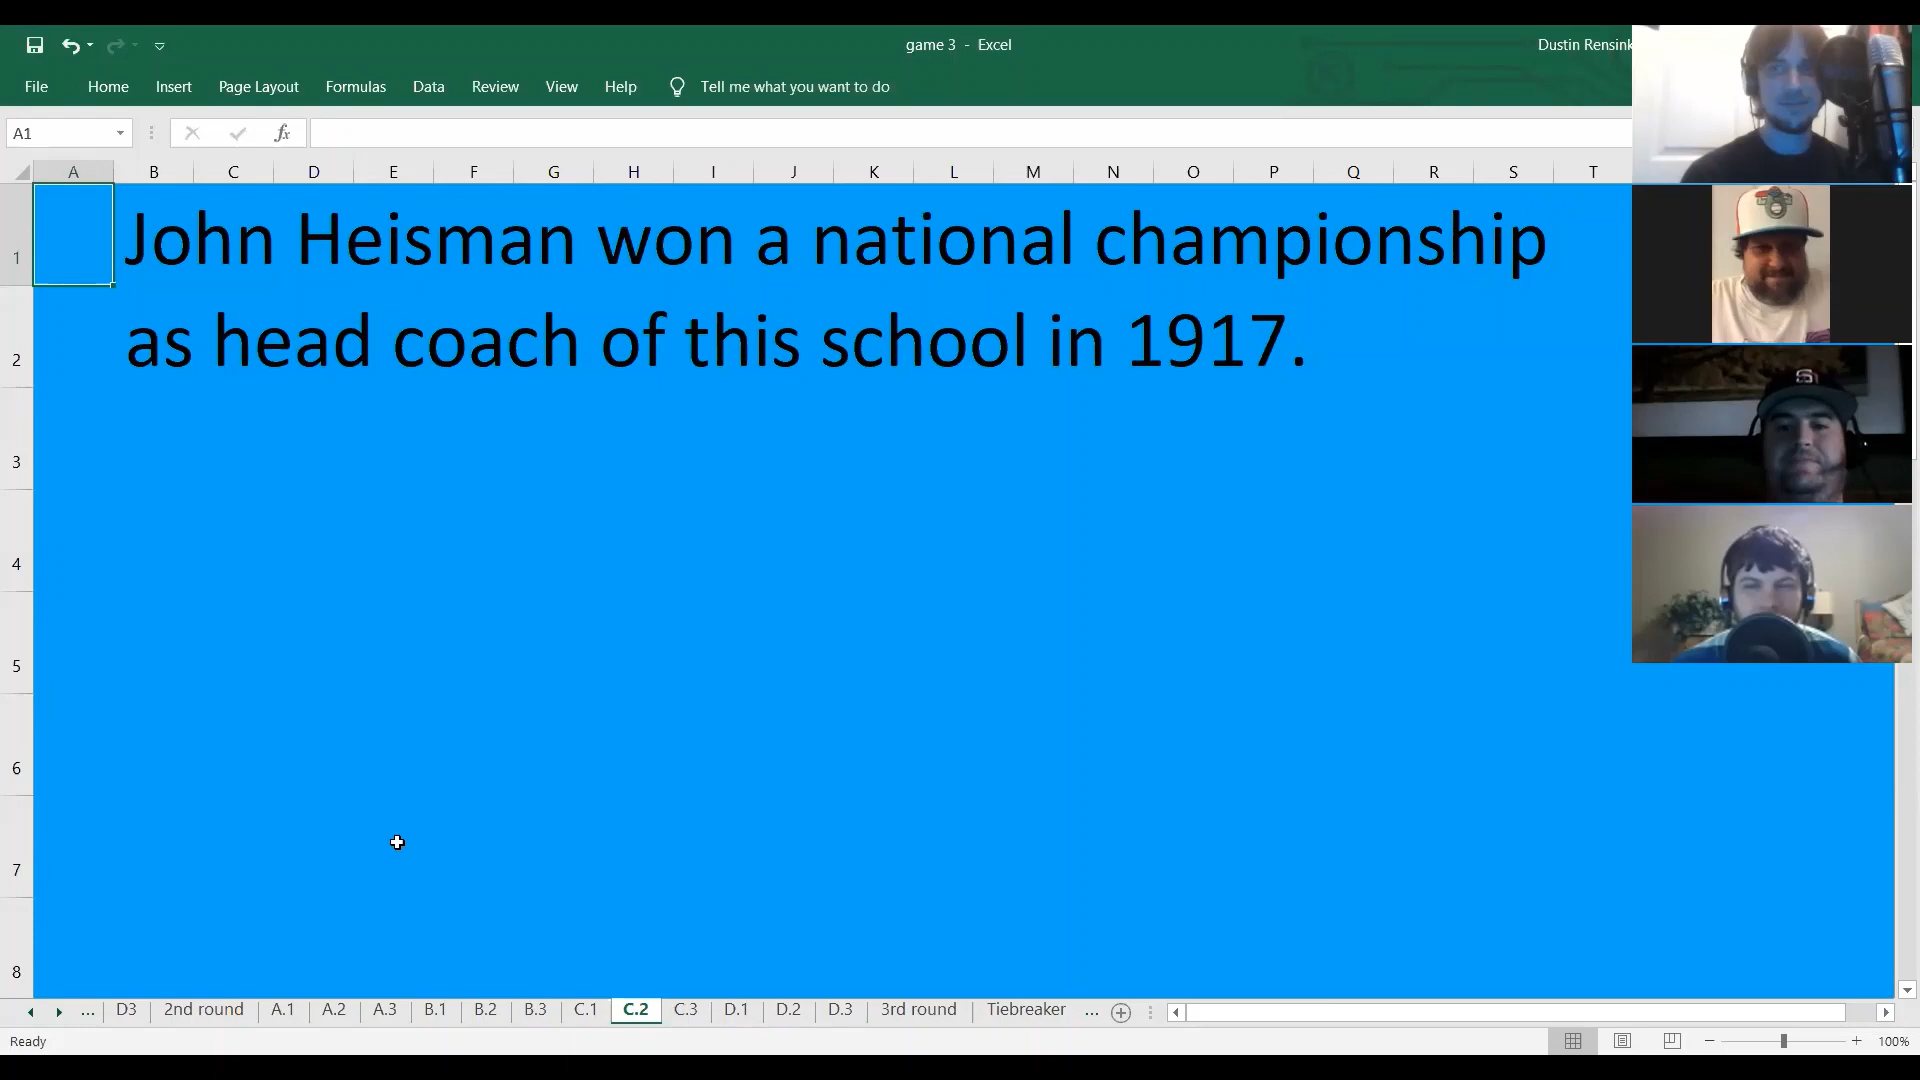 game 3 - Excel
Dustin Rensink
File Home Insert Page Layout Formulas Data Review View Help Tell me what you want to do
A1 fx
A B C D E F G H I J K L M N O P Q R S T
1 John Heisman won a national championship
2 as head coach of this school in 1917.
3
4
5
6
7
8
... D3 2nd round A.1 A.2 A.3 B.1 B.2 B.3 C.1 C.2 C.3 D.1 D.2 D.3 3rd round Tiebreaker ...
Ready 100%